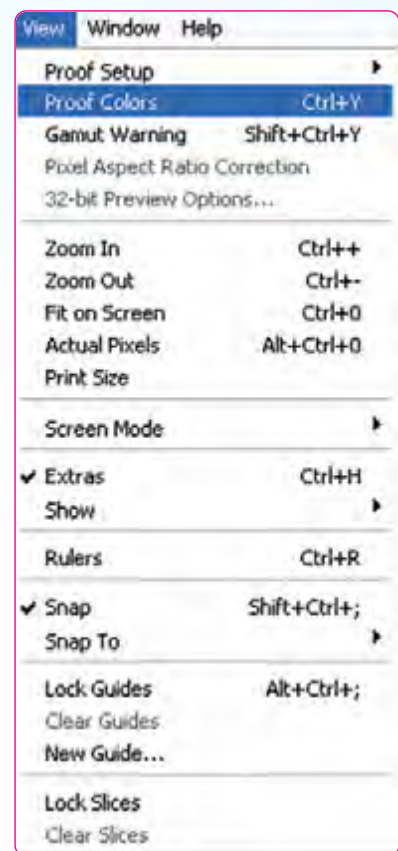 View Window Help
Proof Setup
Proof Colors Ctrl+Y
Gamut Warning Shift+Ctrl+Y
Pixel Aspect Ratio Correction
32-bit Preview Options...
Zoom In Ctrl++
Zoom Out Ctrl+-
Fit on Screen Ctrl+0
Actual Pixels Alt+Ctrl+0
Print Size
Screen Mode
Extras Ctrl+H
Show
Rulers Ctrl+R
Snap Shift+Ctrl+;
Snap To
Lock Guides Alt+Ctrl+;
Clear Guides
New Guide...
Lock Slices
Clear Slices